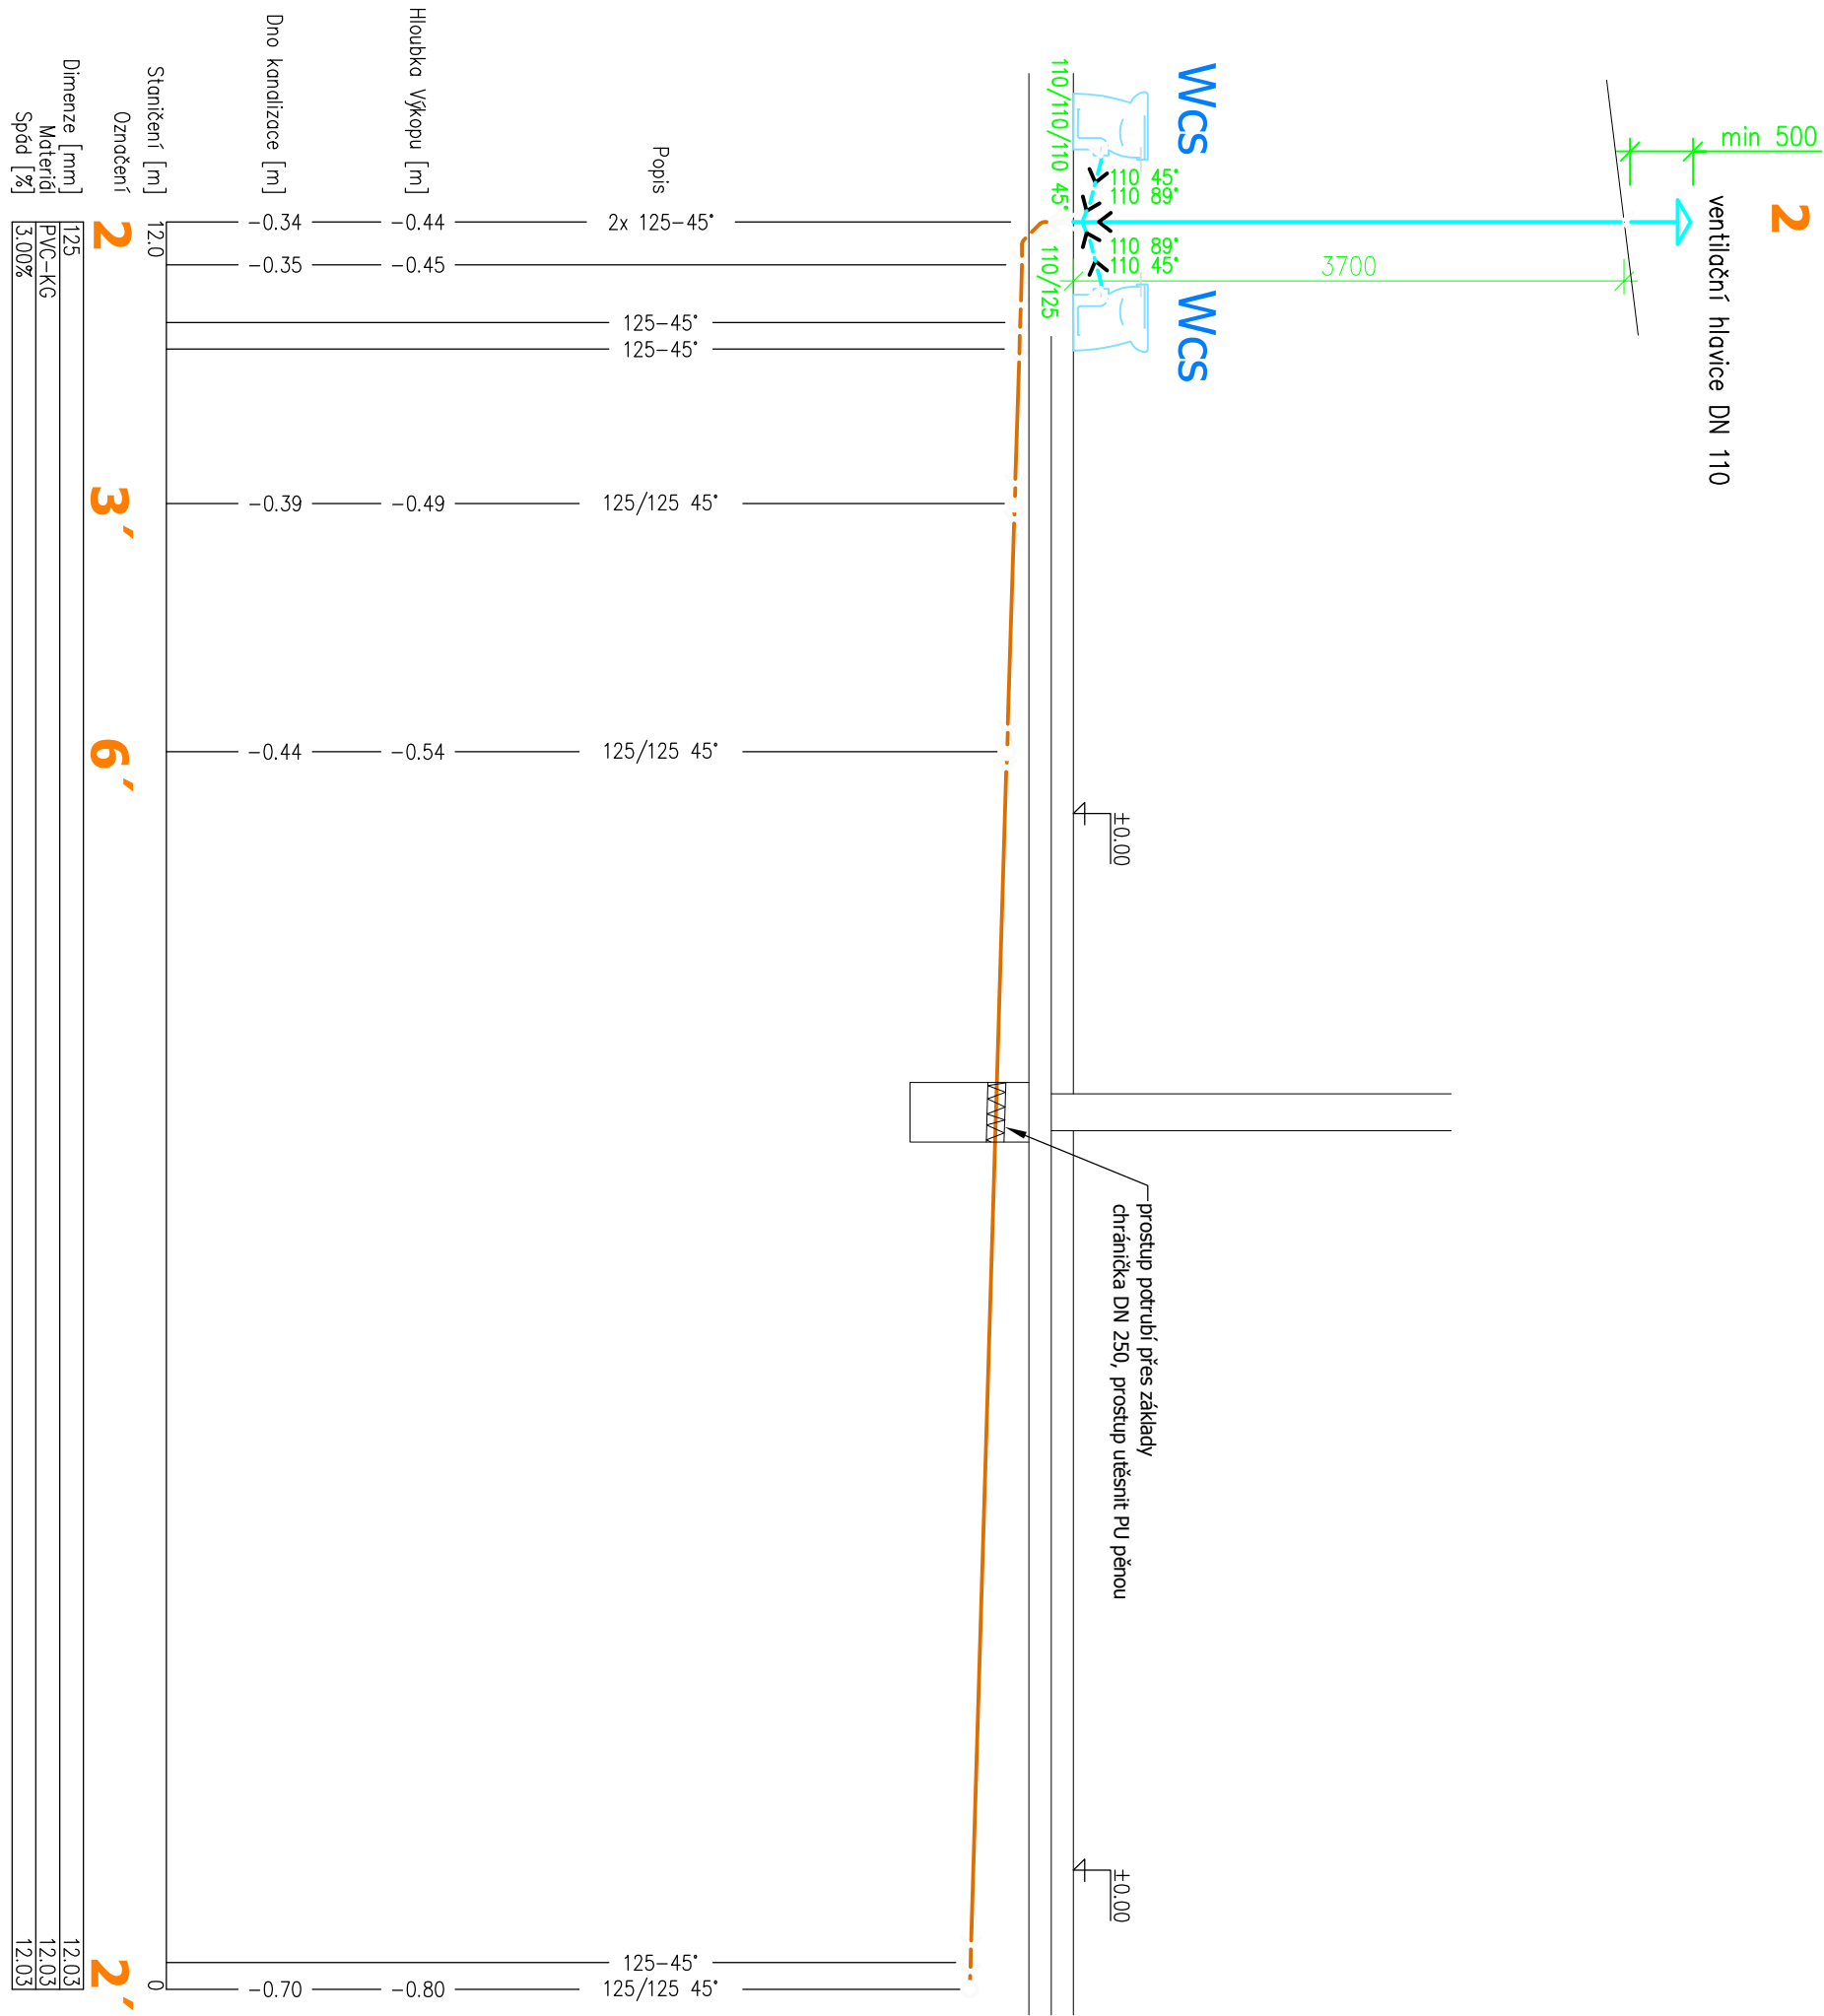 2
min 500
ventilační hlavice DN 110
3700
WCS
WCS
110 45°
110 89°
110 89°
110 45°
110/110/110 45°
110/125
±0.00
±0.00
prostup potrubí přes základy
chránička DN 250, prostup utěsnit PU pěnou
Popis
2x 125-45°
125-45°
125-45°
125/125 45°
125/125 45°
125-45°
125/125 45°
Hloubka Výkopu [m]
-0.44
-0.45
-0.49
-0.54
-0.80
Dno kanalizace [m]
-0.34
-0.35
-0.39
-0.44
-0.70
Staničení [m]
12.0
0
Označení
2
3'
6'
2'
Dimenze [mm]
125
12.03
Materiál
PVC-KG
12.03
Spád [%]
3.00%
12.03